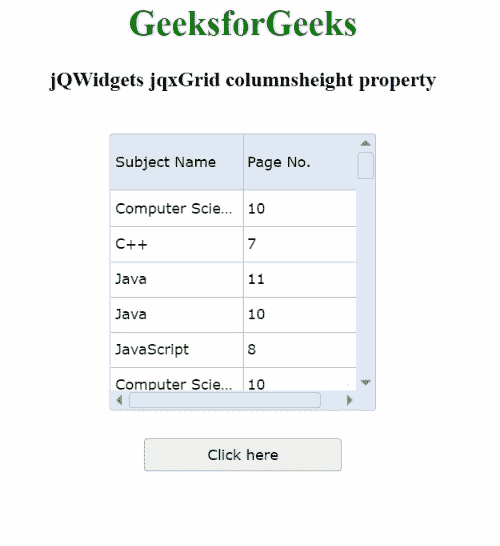 GeeksforGeeks
jQWidgets jqxGrid columnsheight property
Subject Name Page No.
Computer Scie... 10
C++ 7
Java 11
Java 10
JavaScript 8
Computer Scie... 10
Click here